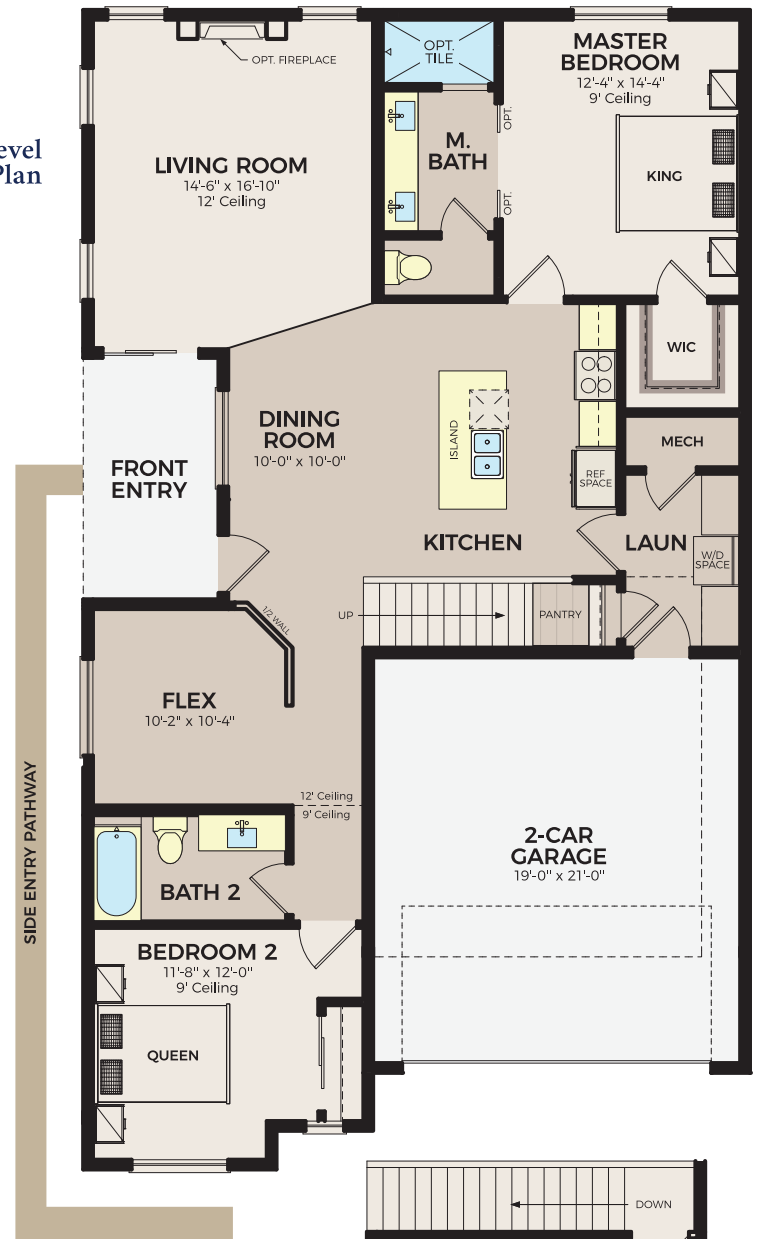 evel
Plan
OPT. FIREPLACE
LIVING ROOM
14'-6" x 16'-10"
12' Ceiling
OPT.
TILE
M.
BATH
OPT.
OPT.
MASTER
BEDROOM
12'-4" x 14'-4"
9' Ceiling
KING
WIC
MECH
DINING
ROOM
10'-0" x 10'-0"
ISLAND
REF
SPACE
FRONT
ENTRY
KITCHEN
LAUN
W/D
SPACE
UP
PANTRY
1/2 WALL
FLEX
10'-2" x 10'-4"
12' Ceiling
9' Ceiling
SIDE ENTRY PATHWAY
BATH 2
2-CAR
GARAGE
19'-0" x 21'-0"
BEDROOM 2
11'-8" x 12'-0"
9' Ceiling
QUEEN
DOWN